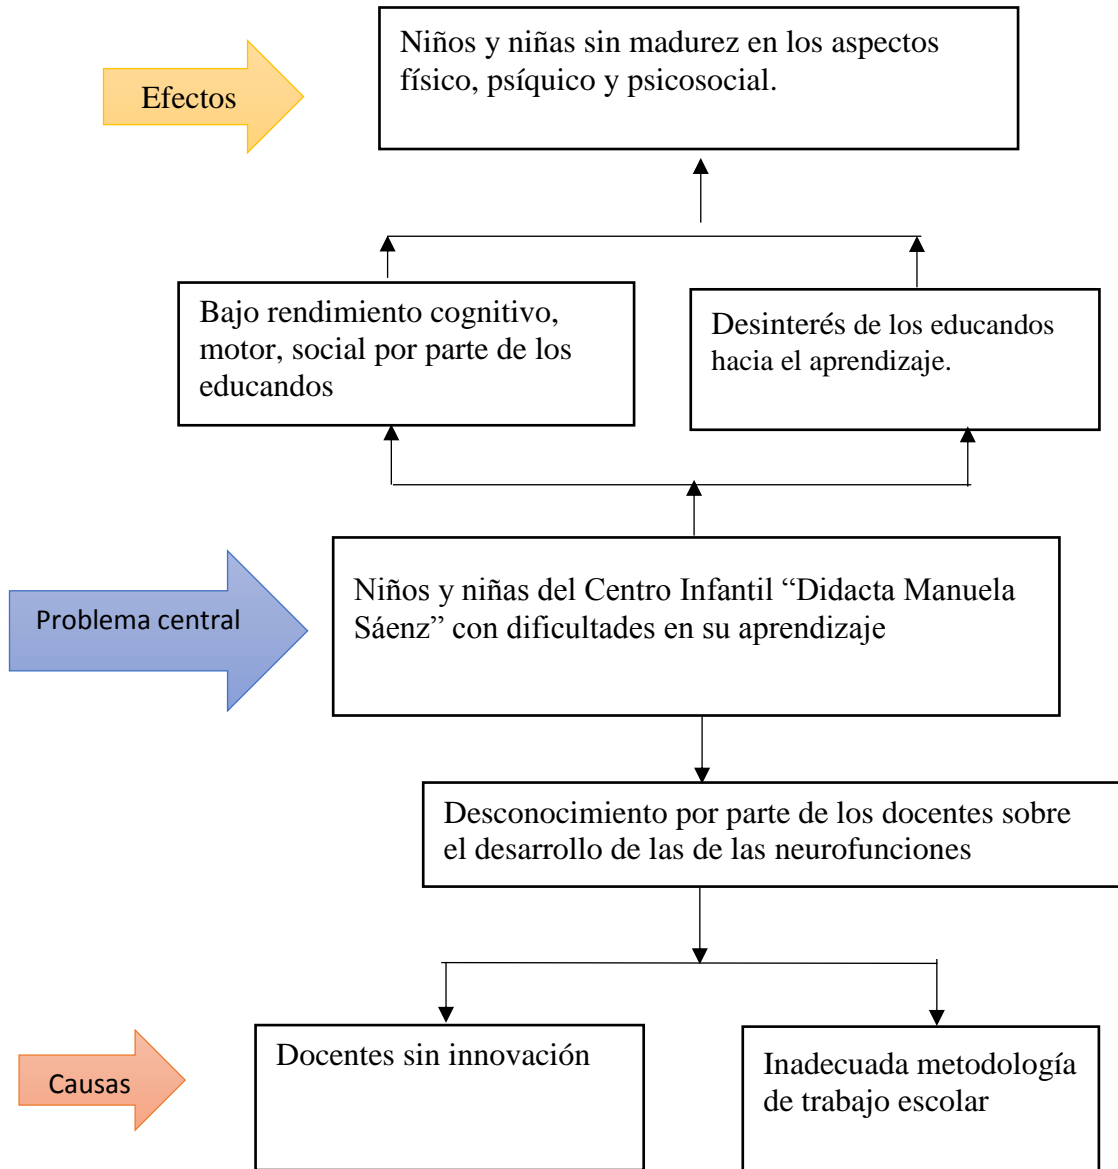 Niños y niñas sin madurez en los aspectos
físico, psíquico y psicosocial.
Efectos
Bajo rendimiento cognitivo,
motor, social por parte de los
educandos
Desinterés de los educandos
hacia el aprendizaje.
Problema central
Niños y niñas del Centro Infantil “Didacta Manuela
Sáenz” con dificultades en su aprendizaje
Desconocimiento por parte de los docentes sobre
el desarrollo de las de las neurofunciones
Docentes sin innovación
Inadecuada metodología
de trabajo escolar
Causas